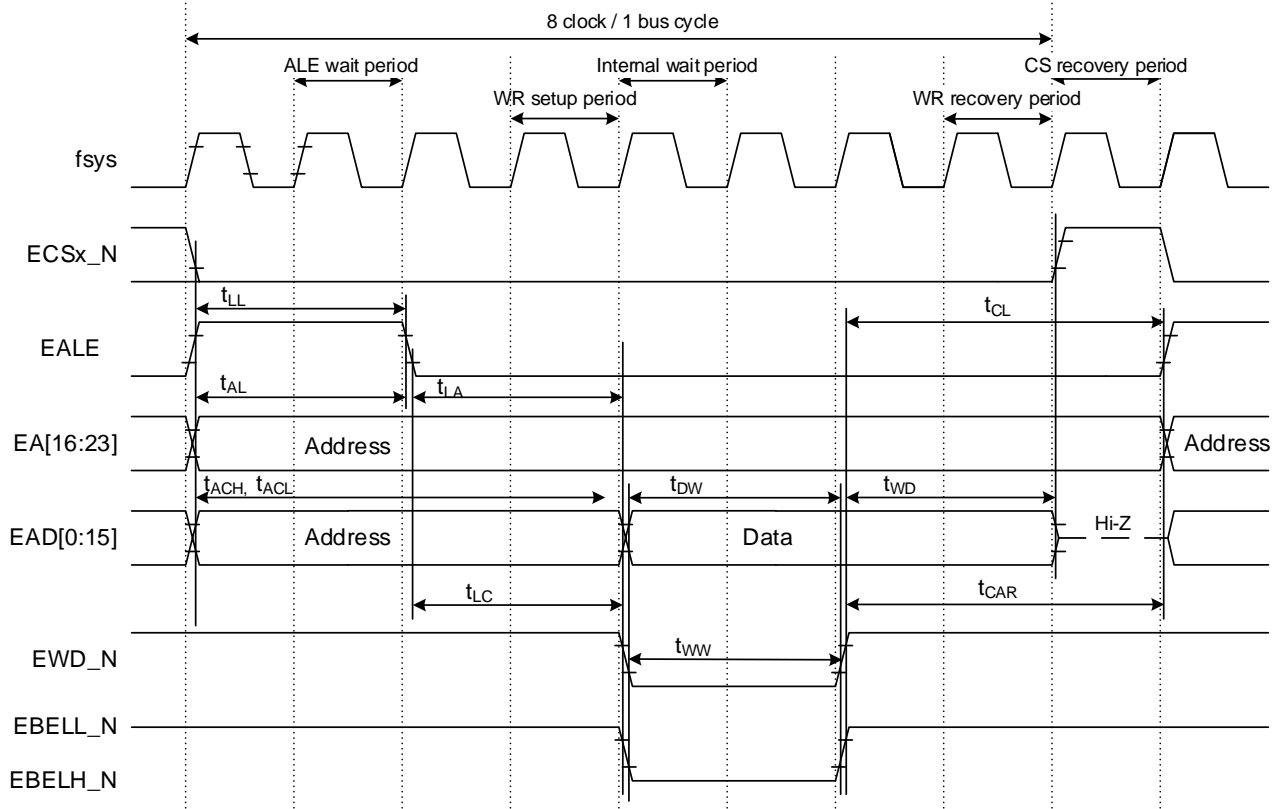 8 clock / 1 bus cycle
ALE wait period
Internal wait period
CS recovery period
WR setup period
WR recovery period
fsys
ECSx_N
tLL
tCL
EALE
tAL
tLA
EA[16:23]
Address
Address
tACH, tACL
tDW
tWD
EAD[0:15]
Address
Data
Hi-Z
tLC
tCAR
EWD_N
tWW
EBELL_N
EBELH_N